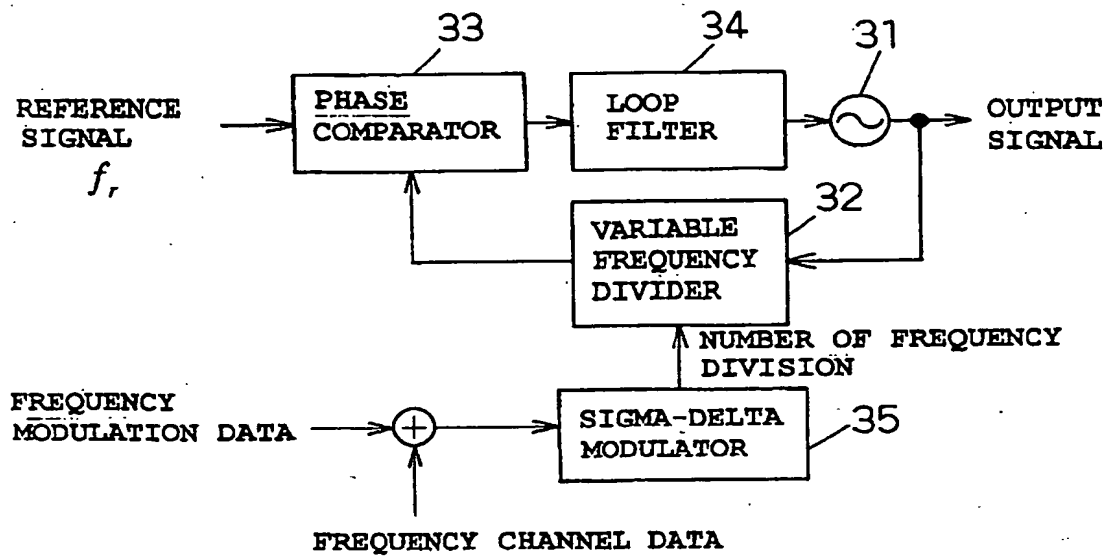 33
34
31
REFERENCE
SIGNAL
fr
PHASE
COMPARATOR
LOOP
FILTER
OUTPUT
SIGNAL
32
VARIABLE
FREQUENCY
DIVIDER
NUMBER OF FREQUENCY
DIVISION
FREQUENCY
MODULATION DATA
+
SIGMA-DELTA
MODULATOR
35
FREQUENCY CHANNEL DATA